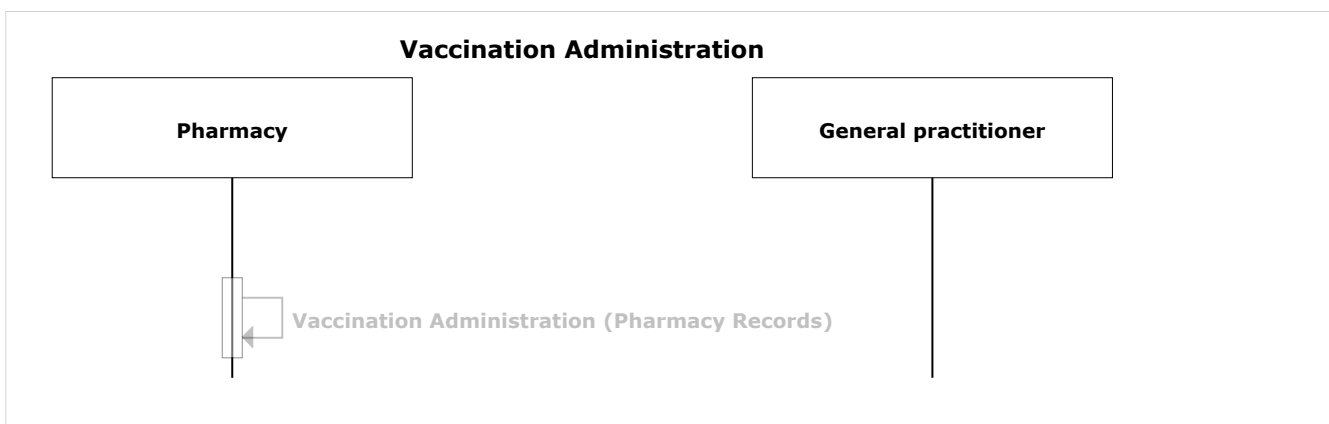 Vaccination Administration
Pharmacy
General practitioner
Vaccination Administration (Pharmacy Records)